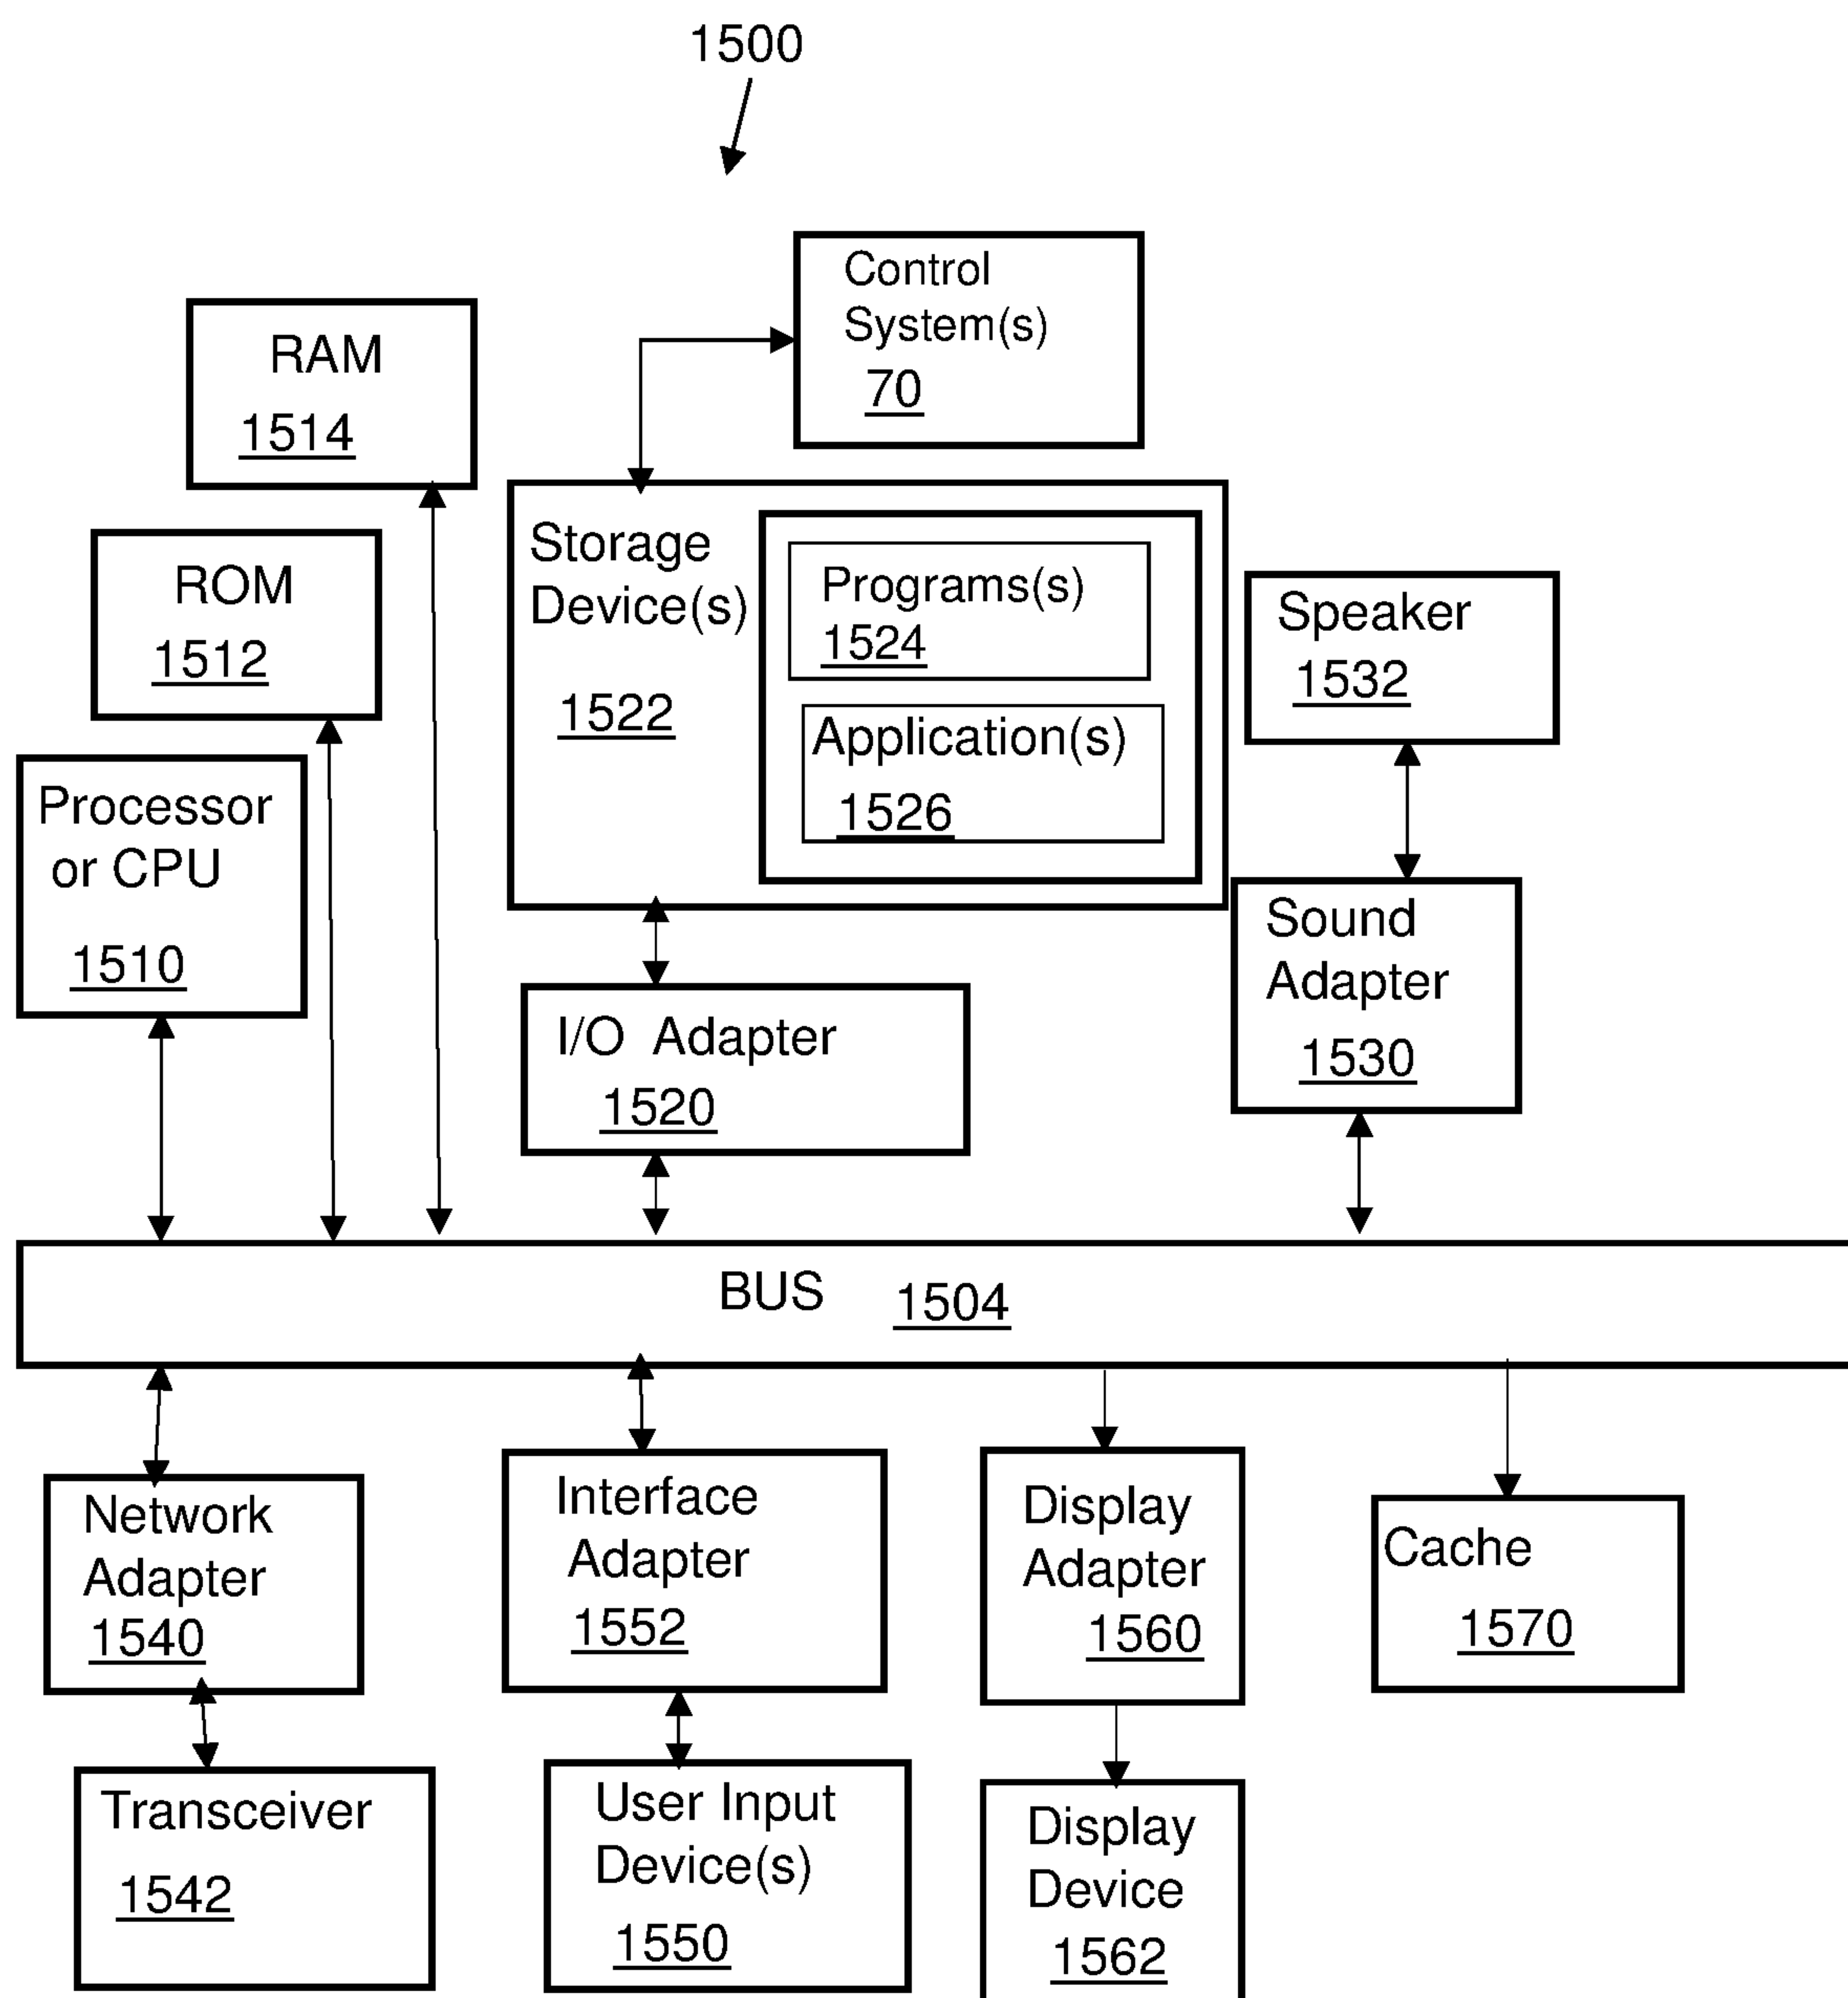 1500
Control
System(s)
70
RAM
1514
Storage
Device(s)
1522
Programs(s)
1524
Application(s)
1526
ROM
1512
Speaker
1532
Processor
or CPU
1510
Sound
Adapter
1530
I/O Adapter
1520
BUS 1504
Network
Adapter
1540
Interface
Adapter
1552
Display
Adapter
1560
Cache
1570
Transceiver
1542
User Input
Device(s)
1550
Display
Device
1562